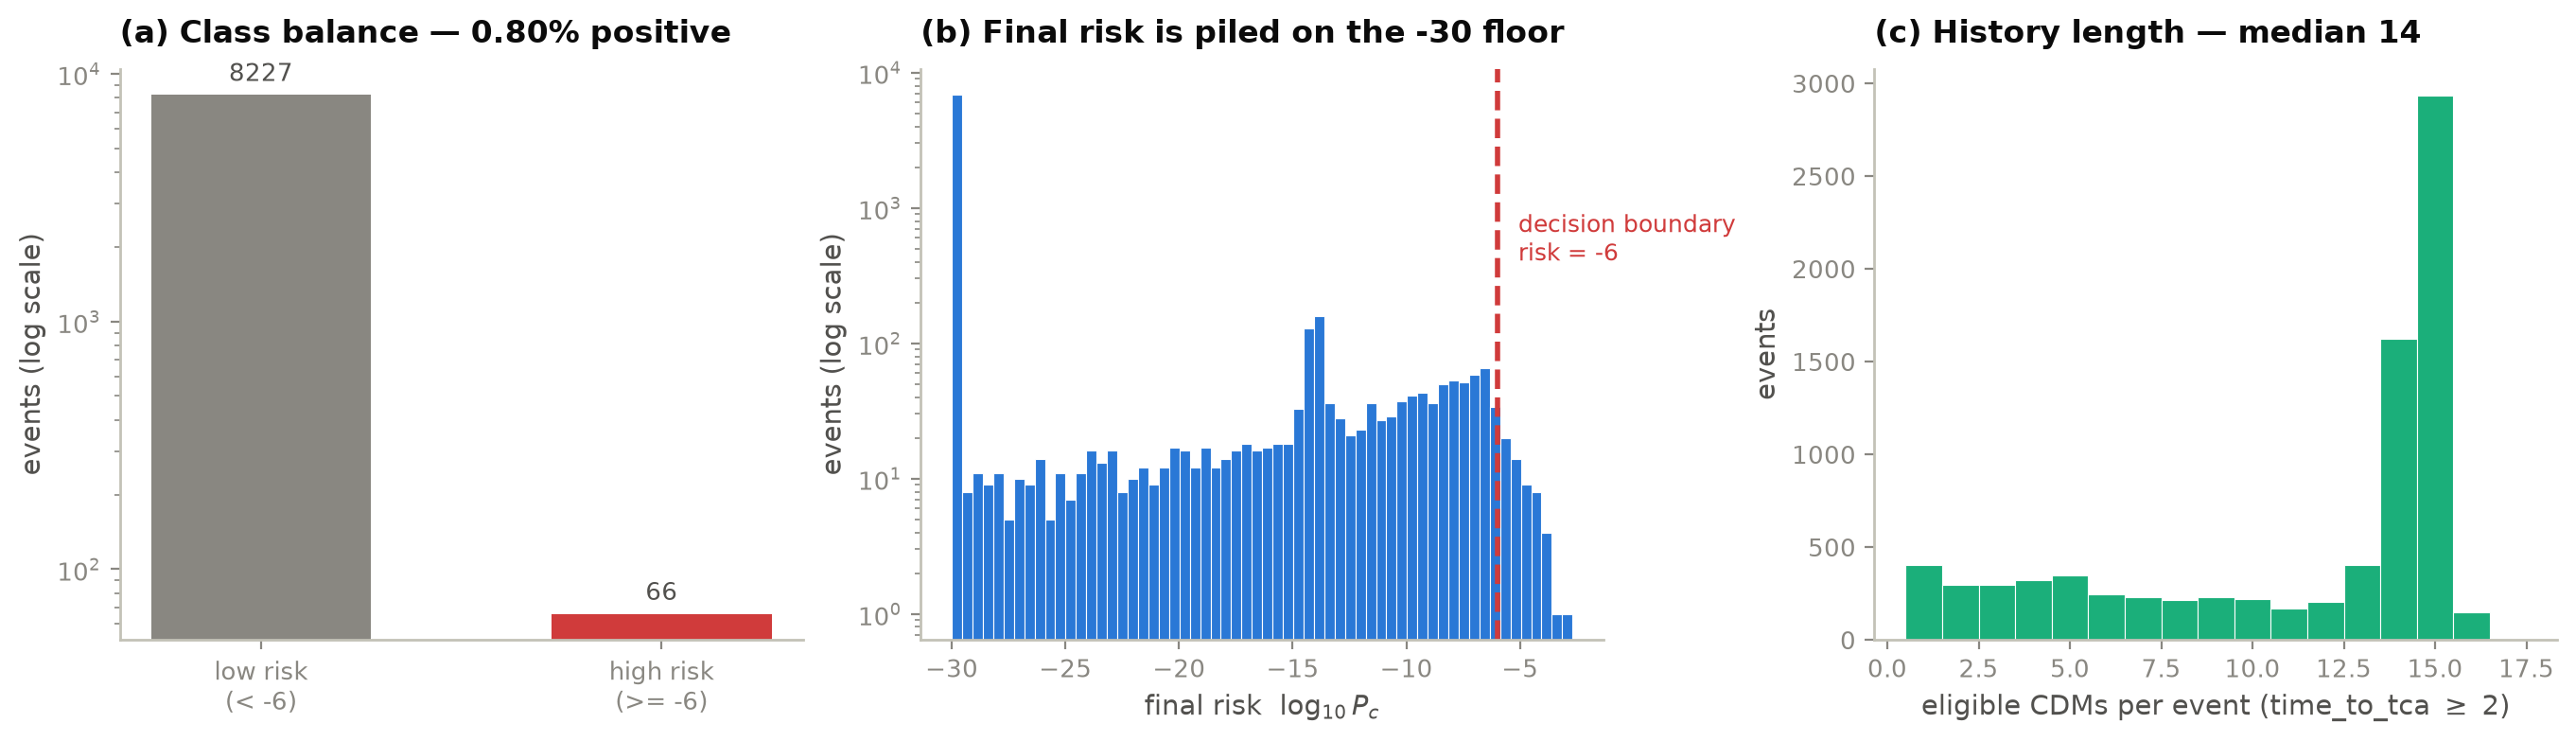 (a) Class balance — 0.80% positive
10⁴
10³
10²
events (log scale)
8227
66
low risk
(< -6)
high risk
(>= -6)
(b) Final risk is piled on the -30 floor
10⁴
10³
10²
10¹
10⁰
events (log scale)
decision boundary
risk = -6
−30 −25 −20 −15 −10 −5
final risk log₁₀ P꜀
(c) History length — median 14
3000
2500
2000
1500
1000
500
0
events
0.0 2.5 5.0 7.5 10.0 12.5 15.0 17.5
eligible CDMs per event (time_to_tca ≥ 2)